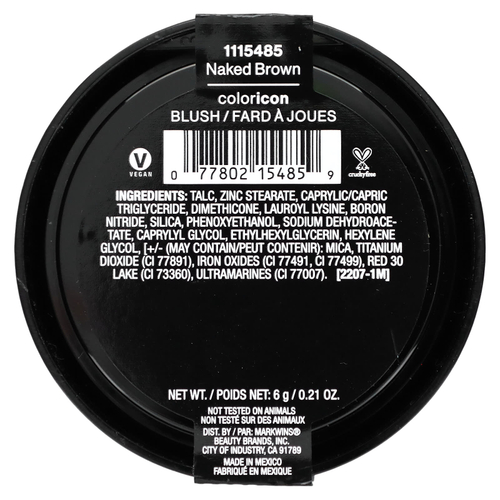 1115485
Naked Brown
coloricon
BLUSH / FARD À JOUES
V
VEGAN
0 77802 15485 9
crueltyfree
INGREDIENTS: TALC, ZINC STEARATE, CAPRYLIC/CAPRIC
TRIGLYCERIDE, DIMETHICONE, LAUROYL LYSINE, BORON
NITRIDE, SILICA, PHENOXYETHANOL, SODIUM DEHYDROACE-
TATE, CAPRYLYL GLYCOL, ETHYLHEXYLGLYCERIN, HEXYLENE
GLYCOL, [+/- (MAY CONTAIN/PEUT CONTENIR): MICA, TITANIUM
DIOXIDE (CI 77891), IRON OXIDES (CI 77491, CI 77499), RED 30
LAKE (CI 73360), ULTRAMARINES (CI 77007). [2207-1M]
NET WT. / POIDS NET: 6 g / 0.21 OZ.
NOT TESTED ON ANIMALS
NON TESTÉ SUR DES ANIMAUX
DIST. BY / PAR: MARKWINS®
BEAUTY BRANDS, INC.
CITY OF INDUSTRY, CA 91789
MADE IN MEXICO
FABRIQUÉ EN MEXIQUE